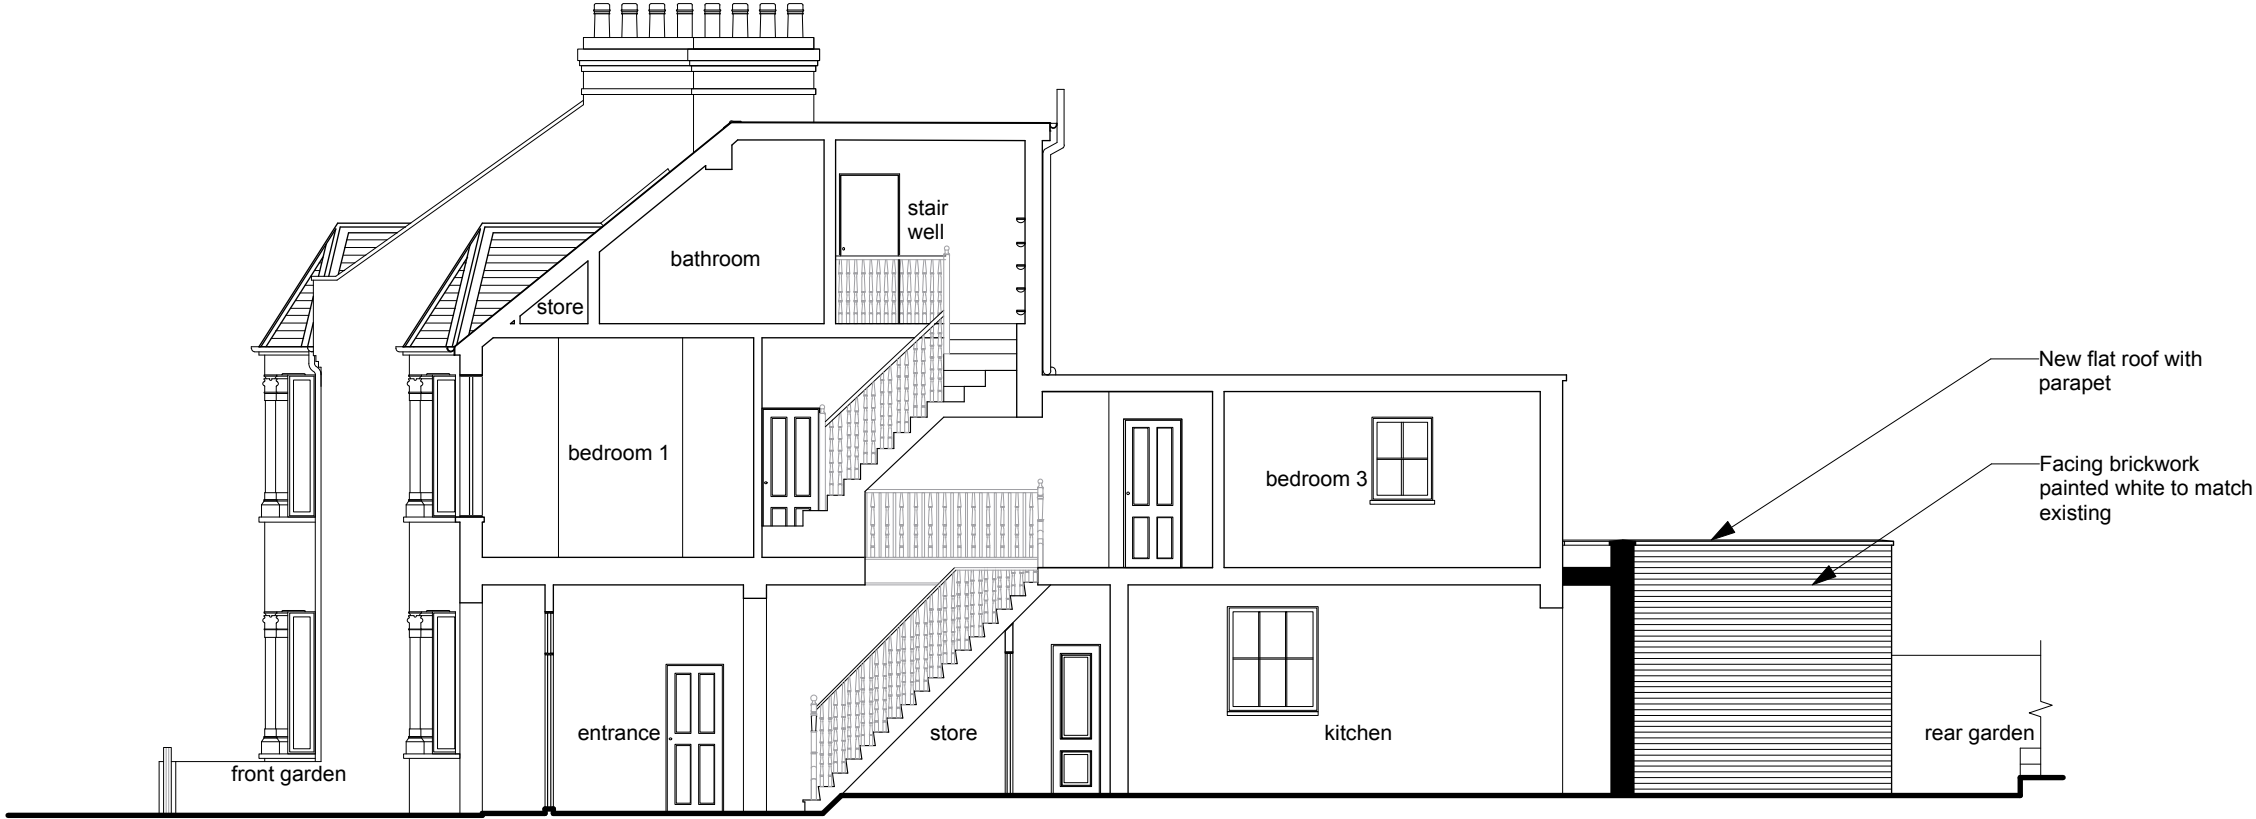 stair
well
bathroom
store
New flat roof with
parapet
bedroom 1
Facing brickwork
painted white to match
existing
bedroom 3
entrance
store
kitchen
rear garden
front garden